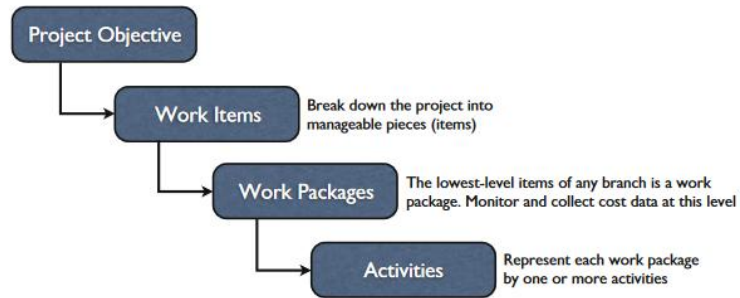 Project Objective
Work Items
Break down the project into
manageable pieces (items)
Work Packages
The lowest-level items of any branch is a work
package. Monitor and collect cost data at this level
Activities
Represent each work package
by one or more activities